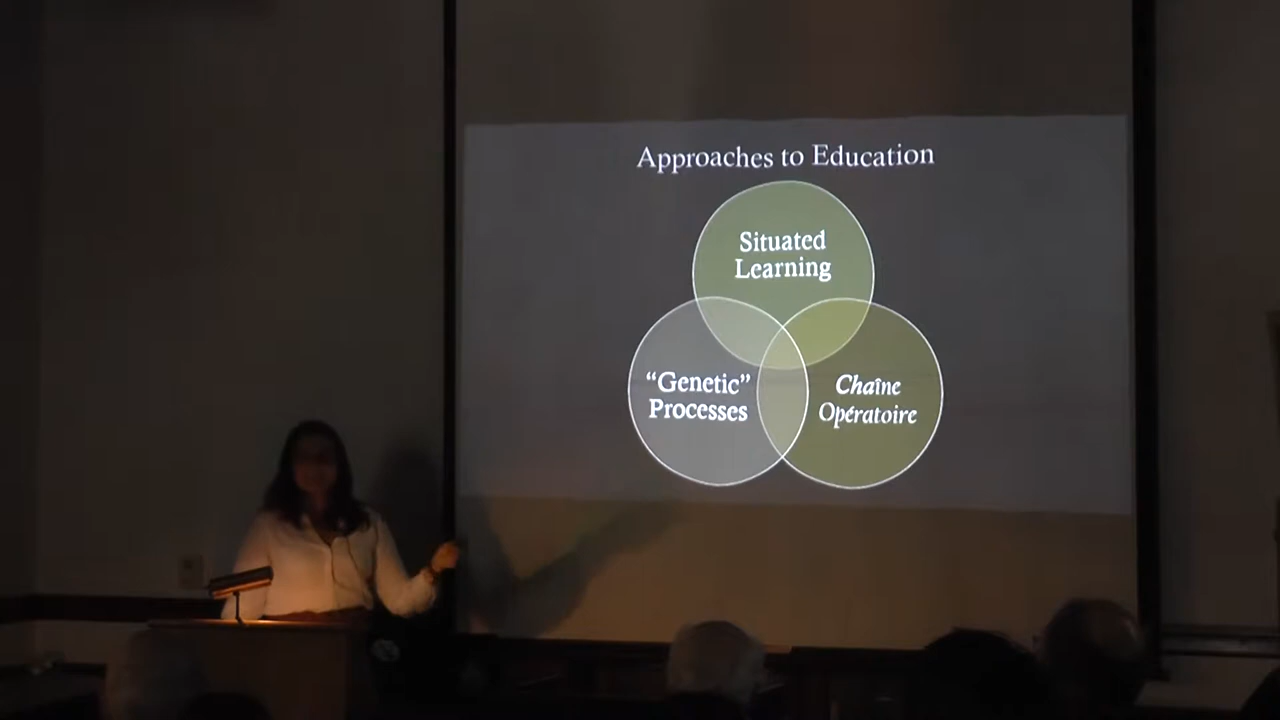 Approaches to Education
Situated
Learning
“Genetic”
Processes
Chaîne
Opératoire